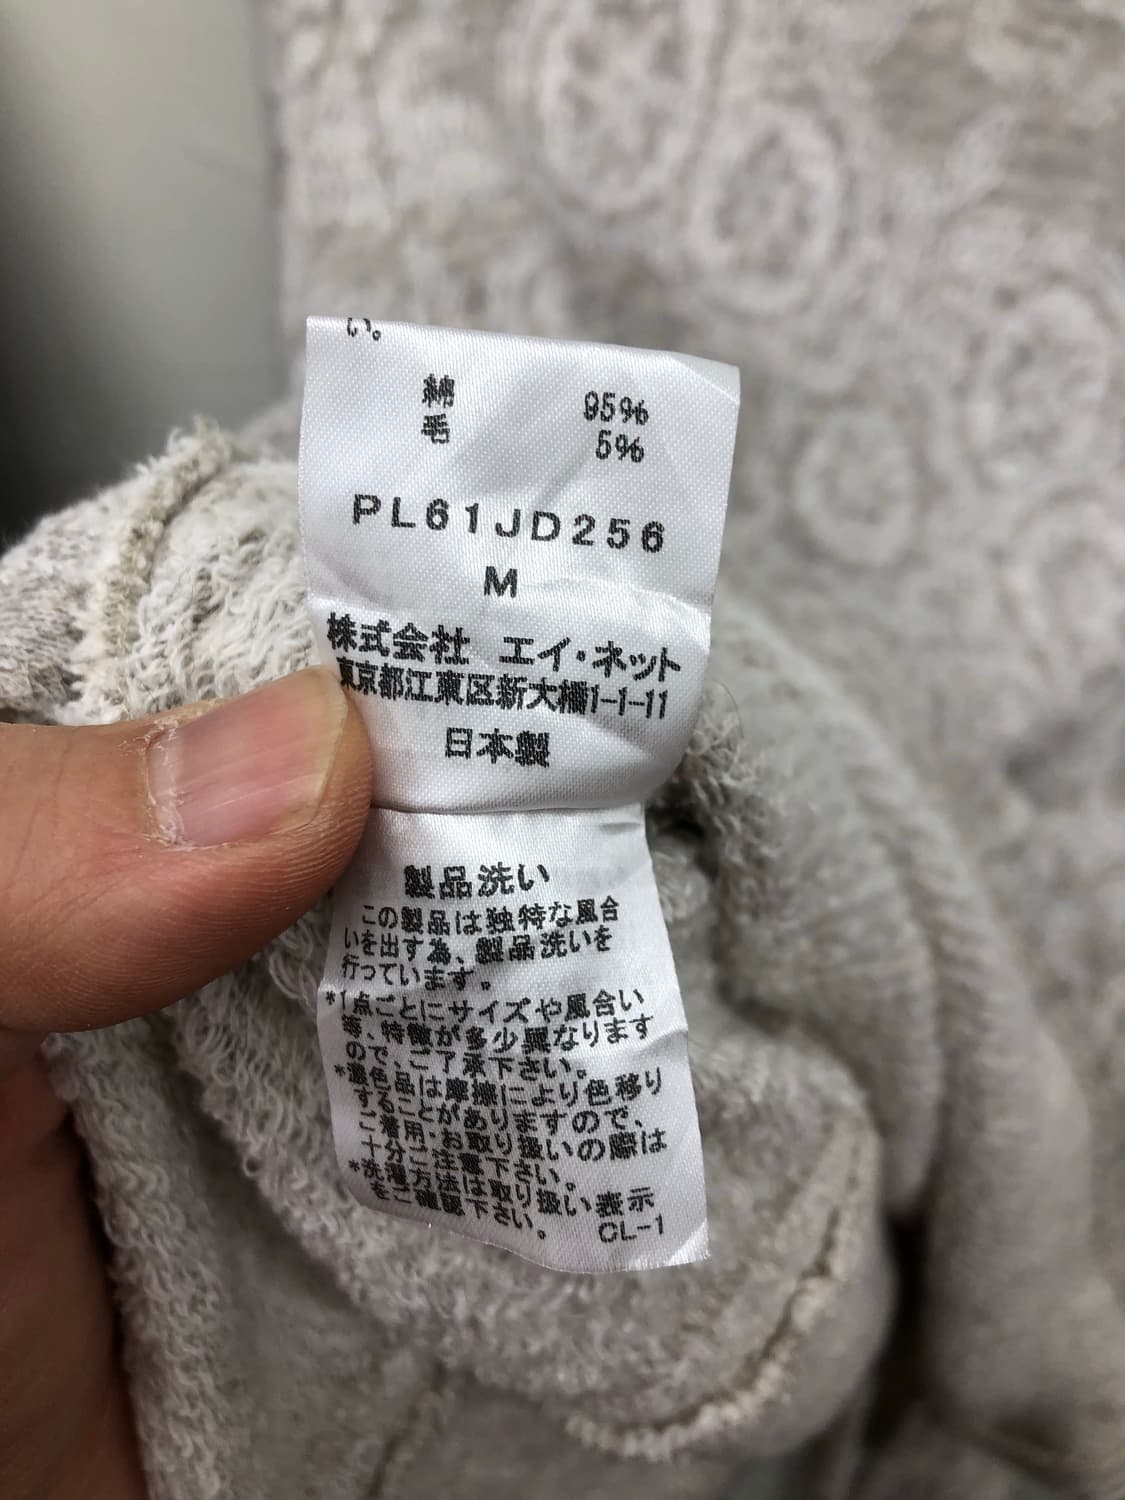 い。
綿 95%
毛 5%
PL61JD256
M
株式会社 エイ・ネット
東京都江東区新大橋1-1-11
日本製
製品洗い
この製品は独特な風合
いを出す為、製品洗いを
行っています。
*1点ごとにサイズや風合い
等、特徴が多少異なります
ので、ご了承下さい。
*濃色品は摩擦により色移り
することがありますので、
ご着用・お取り扱いの際は
十分ご注意下さい。
*洗濯方法は取り扱い表示
をご確認下さい。
CL-1